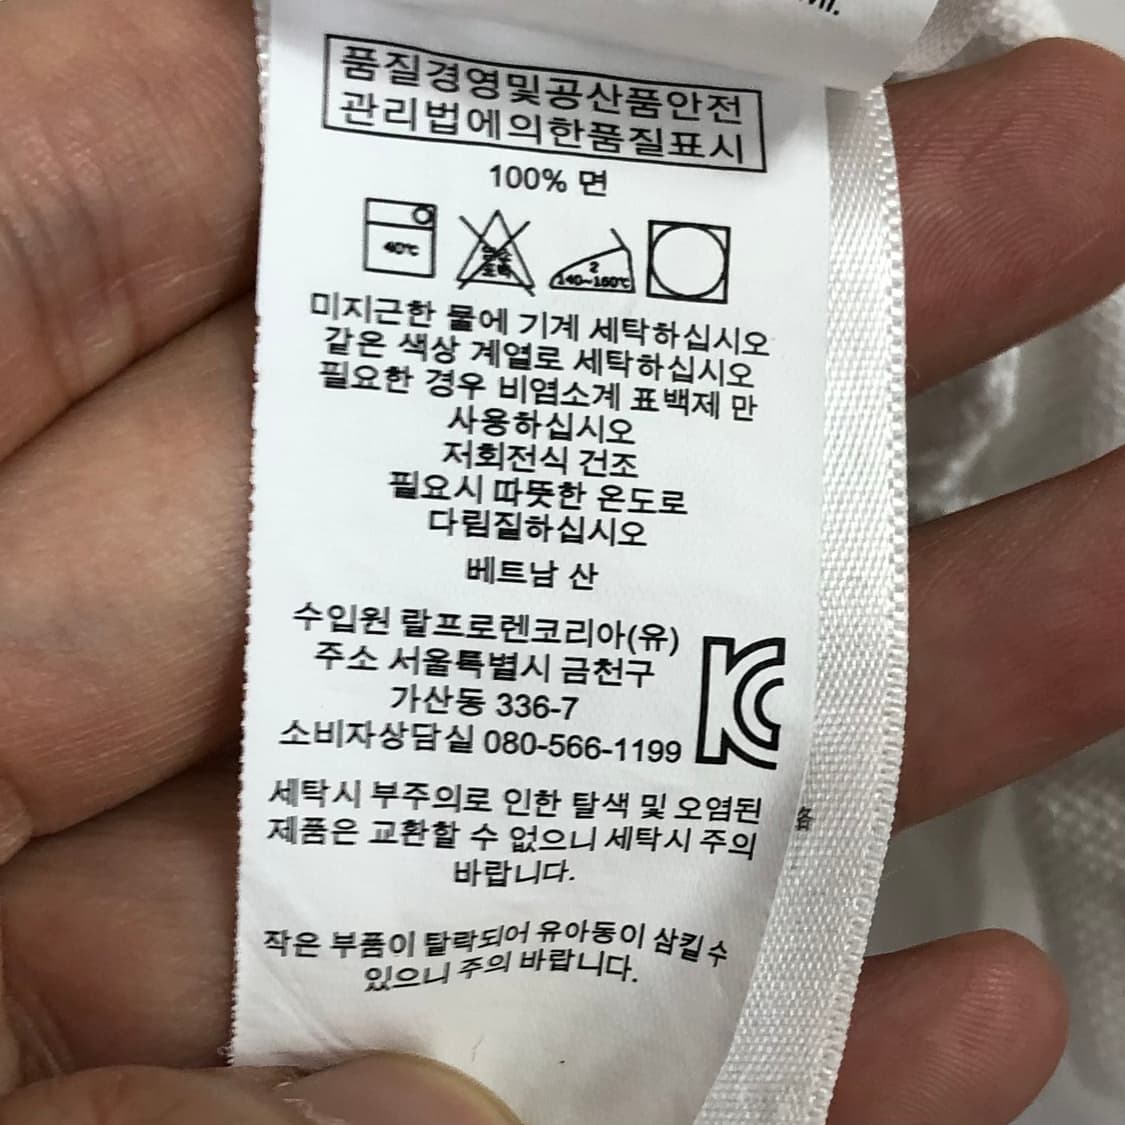 품질경영및공산품안전
관리법에의한품질표시
100% 면
40℃
염소
표백
2
140~160℃
미지근한 물에 기계 세탁하십시오
같은 색상 계열로 세탁하십시오
필요한 경우 비염소계 표백제 만
사용하십시오
저회전식 건조
필요시 따뜻한 온도로
다림질하십시오
베트남 산
수입원 랄프로렌코리아(유)
주소 서울특별시 금천구
가산동 336-7
소비자상담실 080-566-1199
세탁시 부주의로 인한 탈색 및 오염된
제품은 교환할 수 없으니 세탁시 주의
바랍니다.
작은 부품이 탈락되어 유아동이 삼킬 수
있으니 주의 바랍니다.